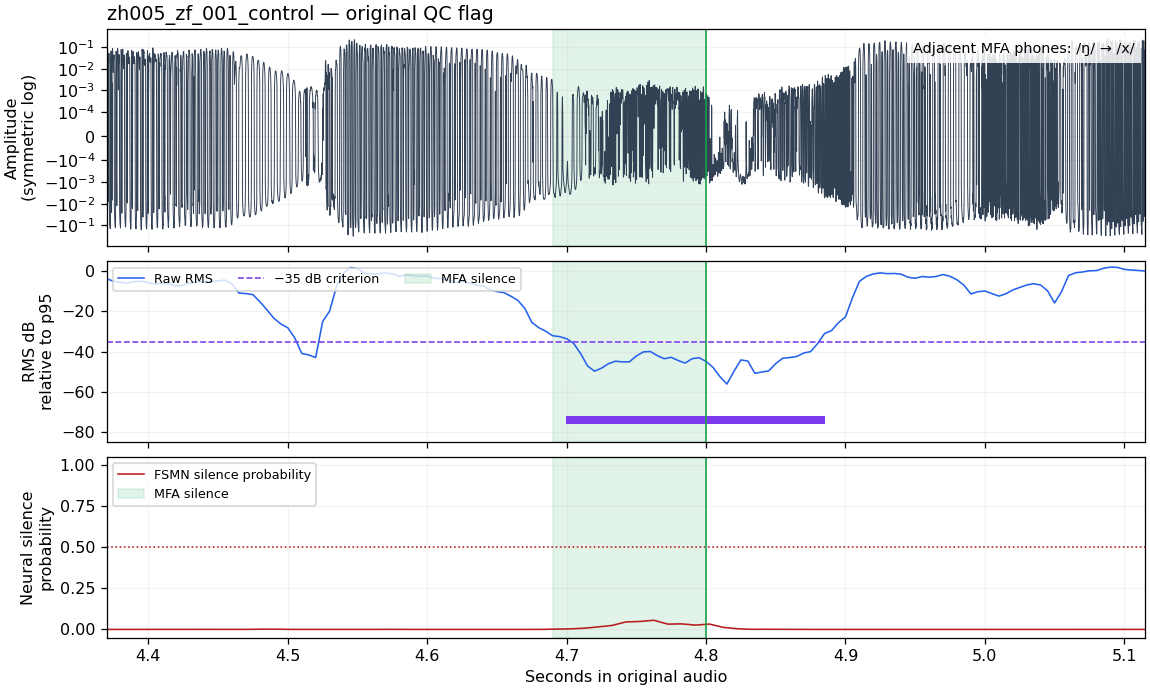 zh005_zf_001_control — original QC flag
Amplitude
(symmetric log)
10⁻¹
10⁻²
10⁻³
10⁻⁴
0
−10⁻⁴
−10⁻³
−10⁻²
−10⁻¹
Adjacent MFA phones: /ŋ/ → /x/
RMS dB
relative to p95
0
−20
−40
−60
−80
Raw RMS
−35 dB criterion
MFA silence
Neural silence
probability
1.00
0.75
0.50
0.25
0.00
FSMN silence probability
MFA silence
4.4 4.5 4.6 4.7 4.8 4.9 5.0 5.1
Seconds in original audio